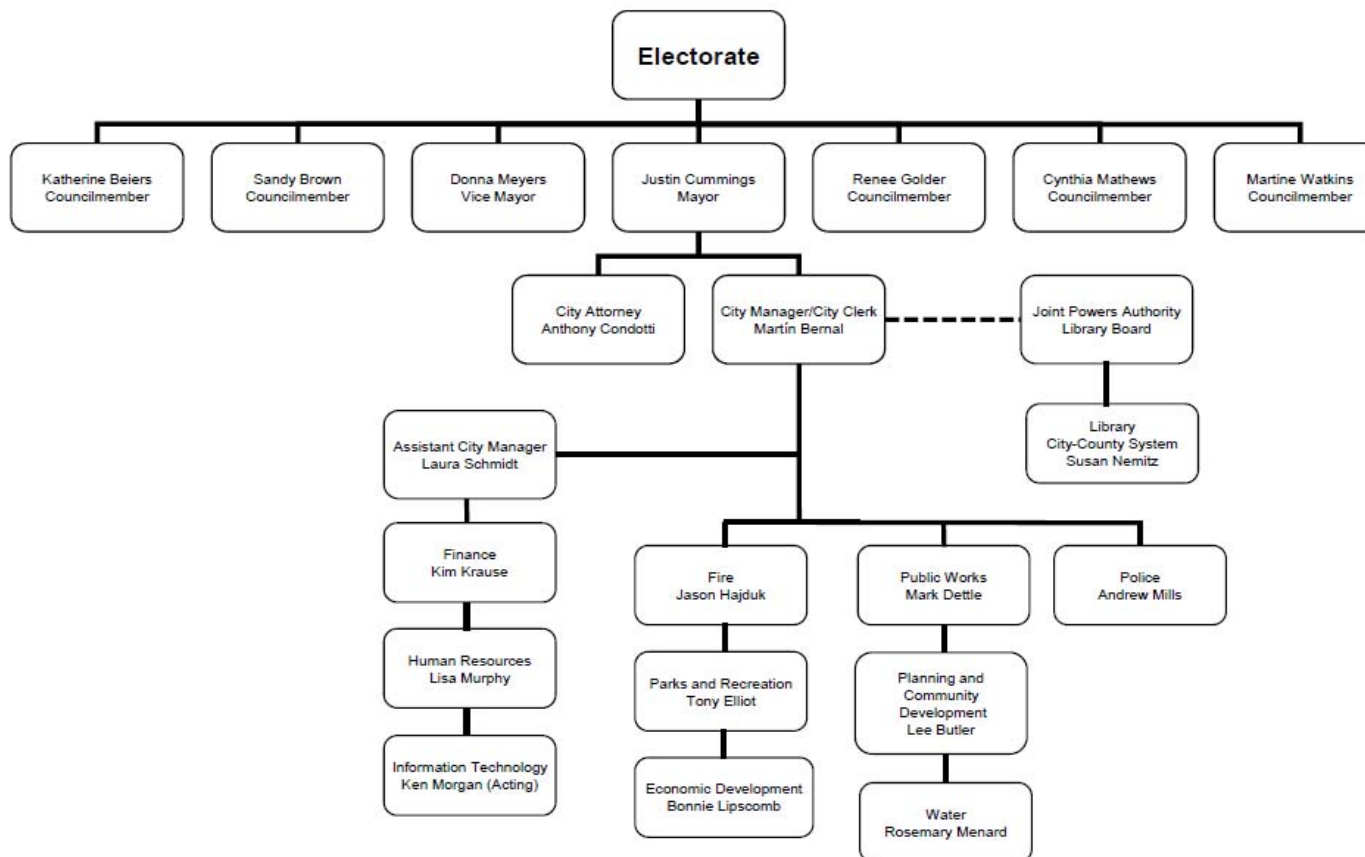 Electorate
Katherine Beiers
Councilmember
Sandy Brown
Councilmember
Donna Meyers
Vice Mayor
Justin Cummings
Mayor
Renee Golder
Councilmember
Cynthia Mathews
Councilmember
Martine Watkins
Councilmember
City Attorney
Anthony Condotti
City Manager/City Clerk
Martín Bernal
Joint Powers Authority
Library Board
Library
City-County System
Susan Nemitz
Assistant City Manager
Laura Schmidt
Finance
Kim Krause
Human Resources
Lisa Murphy
Information Technology
Ken Morgan (Acting)
Fire
Jason Hajduk
Parks and Recreation
Tony Elliot
Economic Development
Bonnie Lipscomb
Public Works
Mark Dettle
Planning and
Community
Development
Lee Butler
Water
Rosemary Menard
Police
Andrew Mills